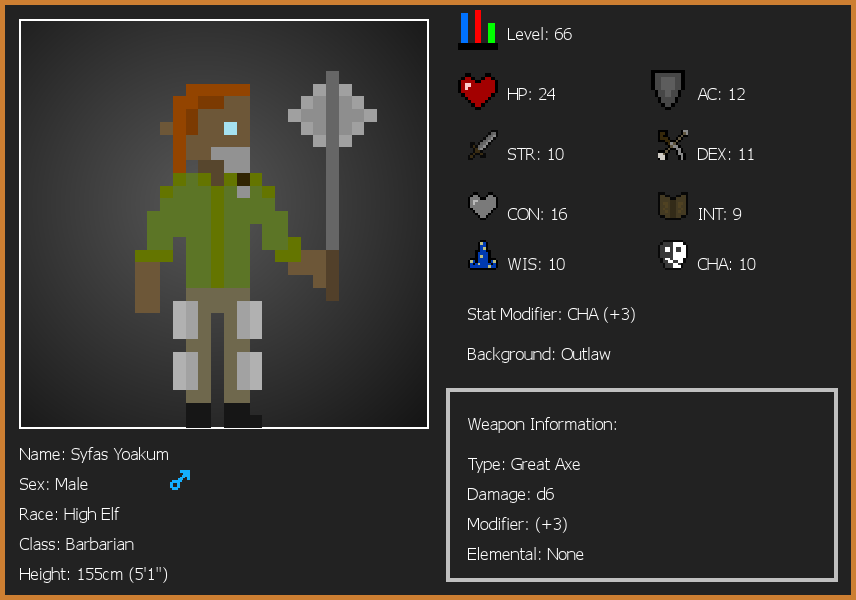 Level: 66
HP: 24
AC: 12
STR: 10
DEX: 11
CON: 16
INT: 9
WIS: 10
CHA: 10
Stat Modifier: CHA (+3)
Background: Outlaw
Weapon Information:
Type: Great Axe
Damage: d6
Modifier: (+3)
Elemental: None
Name: Syfas Yoakum
Sex: Male
Race: High Elf
Class: Barbarian
Height: 155cm (5'1")